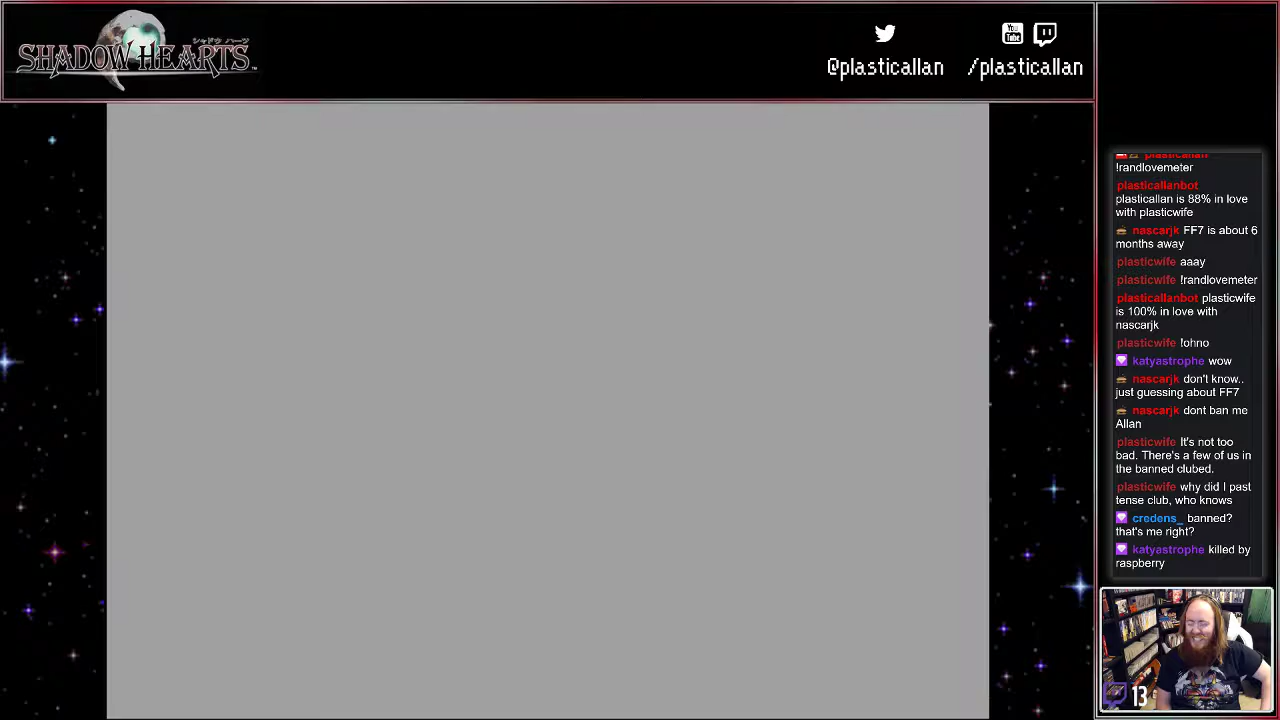 シャドウ ハーツ
SHADOW HEARTS™
@plasticallan
/plasticallan
You
Tube
plasticallan
!randlovemeter
plasticallanbot
plasticallan is 88% in love
with plasticwife
nascarjk FF7 is about 6
months away
plasticwife aaay
plasticwife !randlovemeter
plasticallanbot plasticwife
is 100% in love with
nascarjk
plasticwife !ohno
katyastrophe wow
nascarjk don't know..
just guessing about FF7
nascarjk dont ban me
Allan
plasticwife It's not too
bad. There's a few of us in
the banned clubed.
plasticwife why did I past
tense club, who knows
credens_ banned?
that's me right?
katyastrophe killed by
raspberry
13